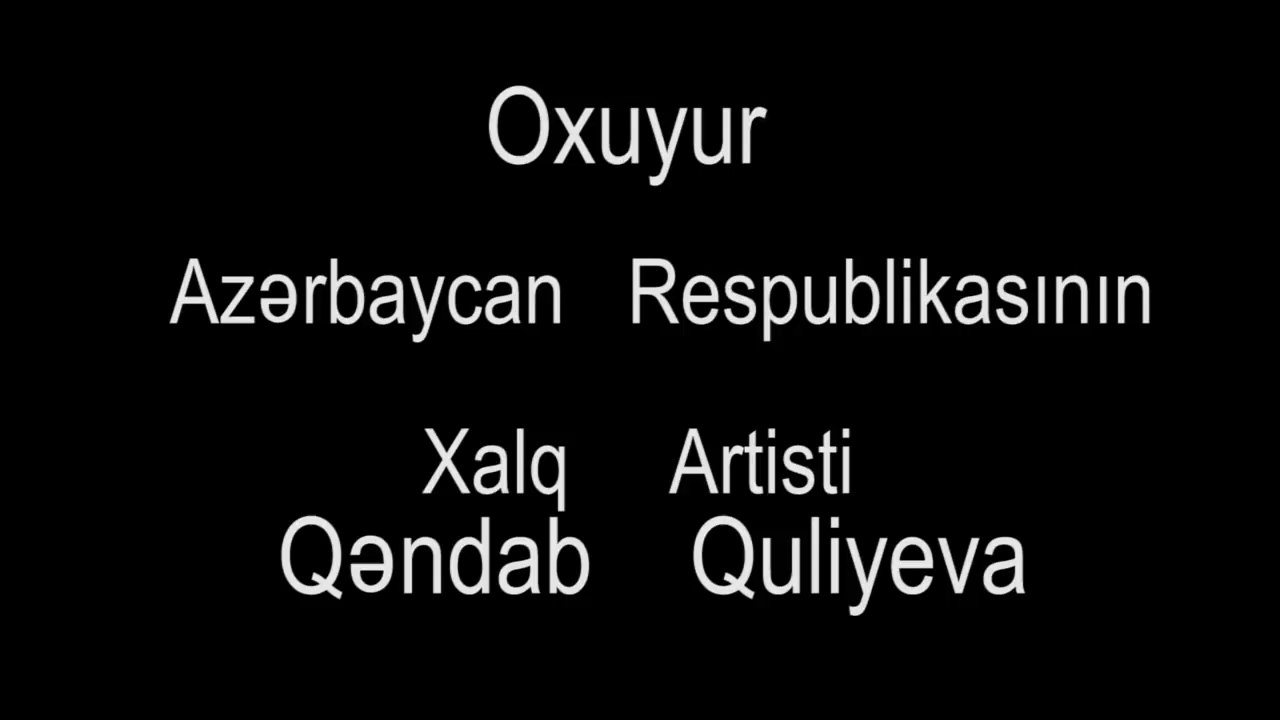 Oxuyur
Azərbaycan Respublikasının
Xalq Artisti
Qəndab Quliyeva